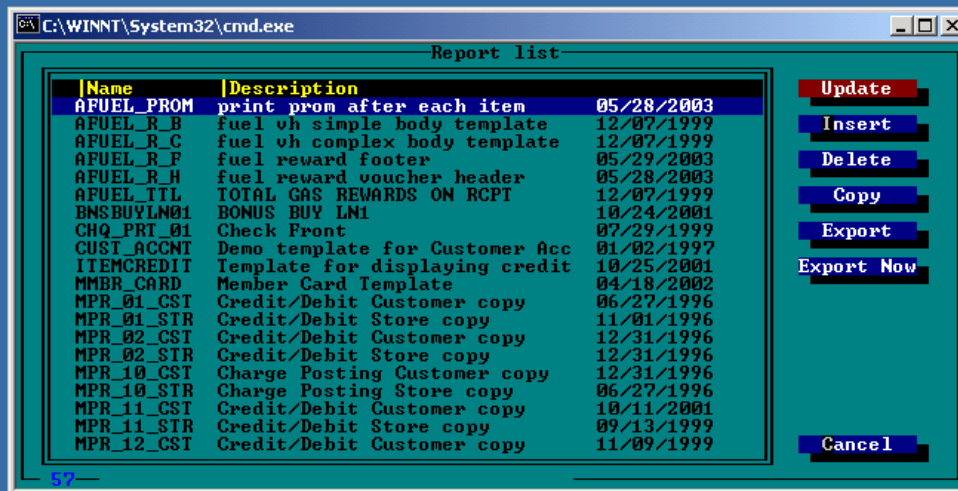 C:\WINNT\System32\cmd.exe
Report list
|Name |Description
AFUEL_PROM print prom after each item 05/28/2003
AFUEL_R_B fuel vh simple body template 12/07/1999
AFUEL_R_C fuel vh complex body template 12/07/1999
AFUEL_R_F fuel reward footer 05/29/2003
AFUEL_R_H fuel reward voucher header 05/28/2003
AFUEL_TTL TOTAL GAS REWARDS ON RCPT 12/07/1999
BNSBUYLN01 BONUS BUY LN1 10/24/2001
CHQ_PRT_01 Check Front 07/29/1999
CUST_ACCNT Demo template for Customer Acc 01/02/1997
ITEMCREDIT Template for displaying credit 10/25/2001
MMBR_CARD Member Card Template 04/18/2002
MPR_01_CST Credit/Debit Customer copy 06/27/1996
MPR_01_STR Credit/Debit Store copy 11/01/1996
MPR_02_CST Credit/Debit Customer copy 12/31/1996
MPR_02_STR Credit/Debit Store copy 12/31/1996
MPR_10_CST Charge Posting Customer copy 12/31/1996
MPR_10_STR Charge Posting Store copy 06/27/1996
MPR_11_CST Credit/Debit Customer copy 10/11/2001
MPR_11_STR Credit/Debit Store copy 09/13/1999
MPR_12_CST Credit/Debit Customer copy 11/09/1999
57
Update
Insert
Delete
Copy
Export
Export Now
Cancel